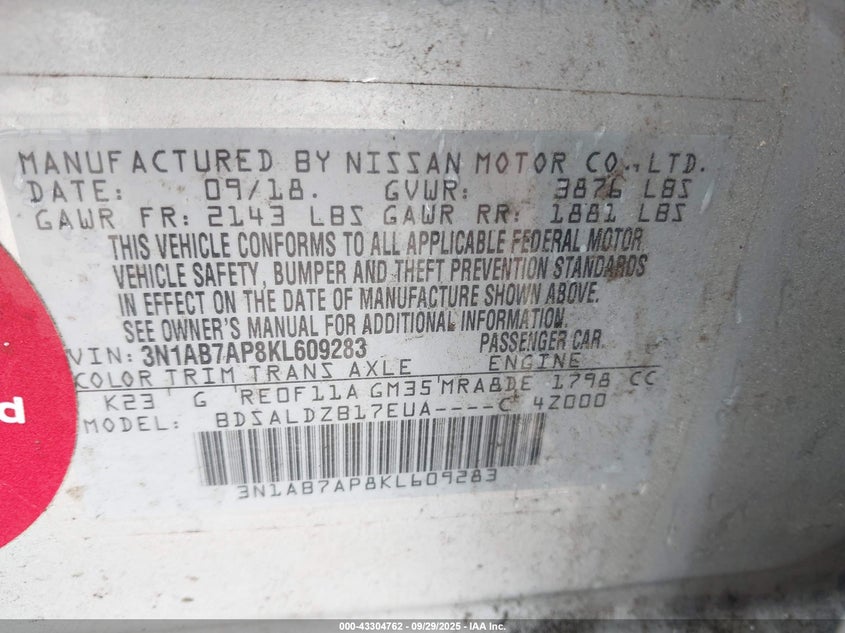 MANUFACTURED BY NISSAN MOTOR CO., LTD.
DATE: 09/18. GVWR: 3876 LBS
GAWR FR: 2143 LBS GAWR RR: 1881 LBS
THIS VEHICLE CONFORMS TO ALL APPLICABLE FEDERAL MOTOR
VEHICLE SAFETY, BUMPER AND THEFT PREVENTION STANDARDS
IN EFFECT ON THE DATE OF MANUFACTURE SHOWN ABOVE.
SEE OWNER'S MANUAL FOR ADDITIONAL INFORMATION.
VIN: 3N1AB7AP8KL609283 PASSENGER CAR.
COLOR TRIM TRANS AXLE ENGINE
K23 G RE0F11A GM35 MRA8DE 1798 CC
MODEL: BDSALDZB17EUA----C 4Z000
3N1AB7AP8KL609283
d
000-43304762 - 09/29/2025 - IAA Inc.